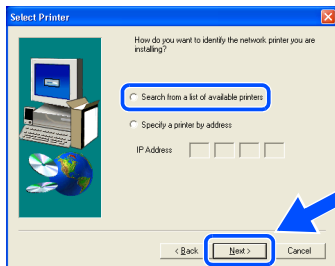 Select Printer
How do you want to identify the network printer you are
installing?
Search from a list of available printers
Specify a printer by address
IP Address
< Back
Next >
Cancel